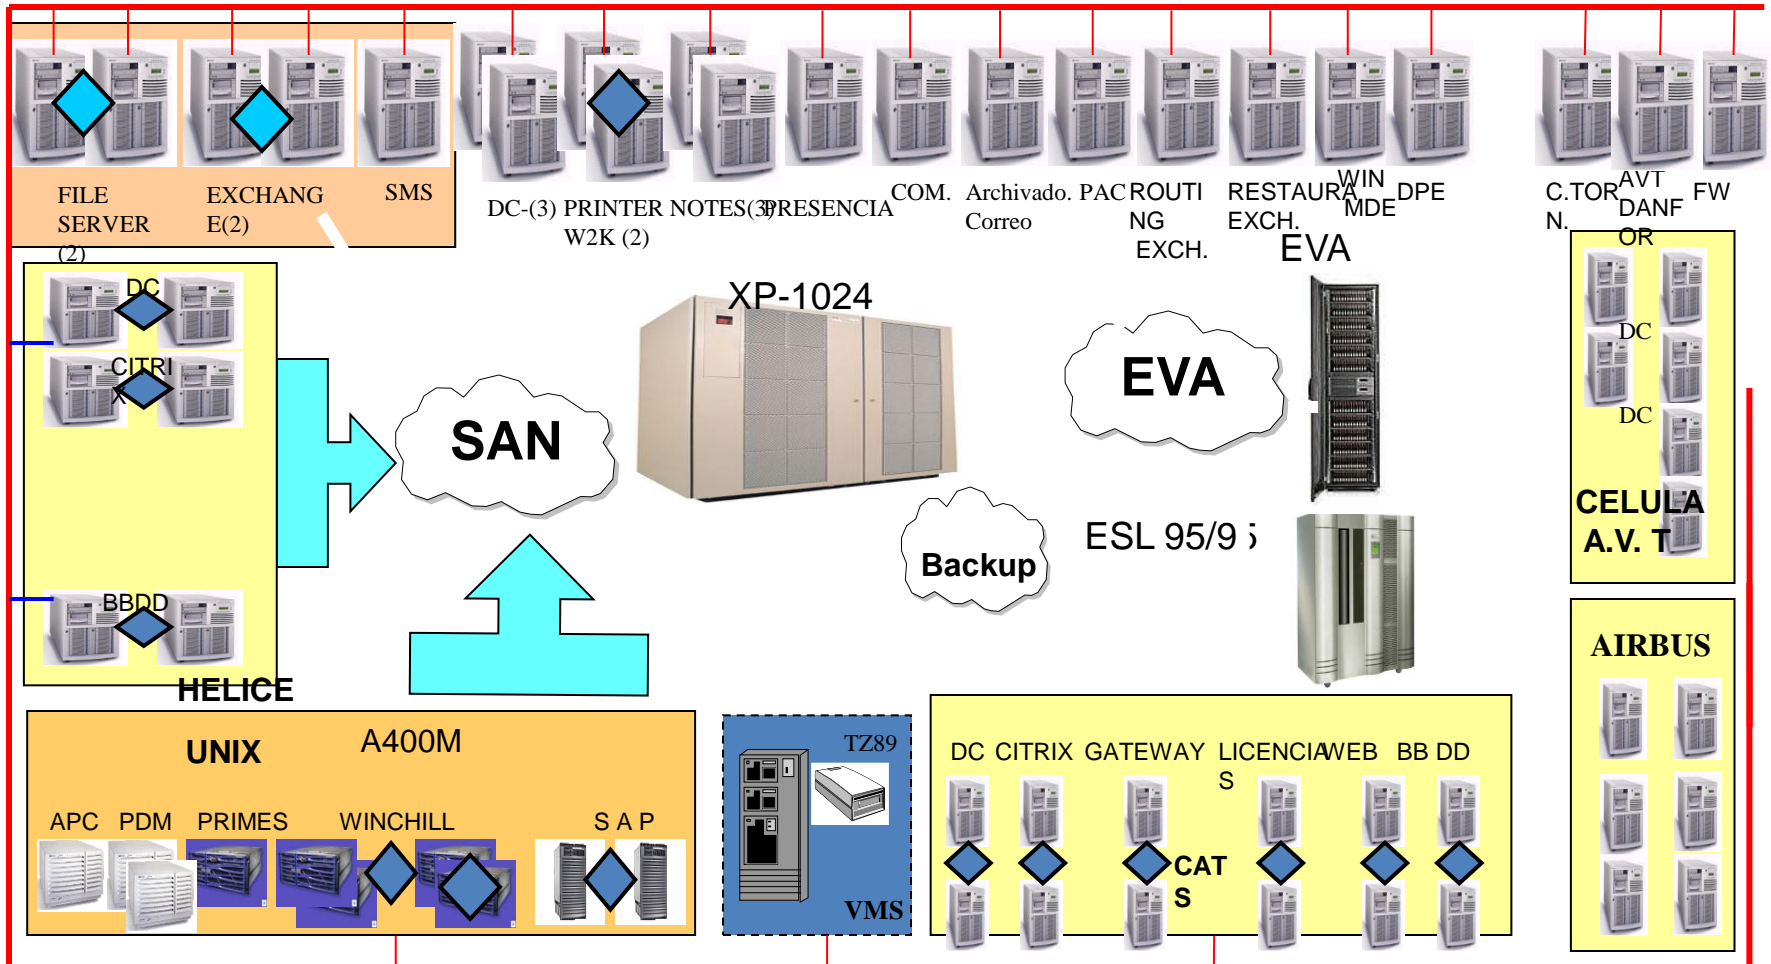 FILE
SERVER
(2)
EXCHANG
E(2)
SMS
DC-(3)
PRINTER
W2K (2)
NOTES(3)
PRESENCIA
COM.
Archivado.
Correo
PAC
ROUTI
NG
EXCH.
RESTAURA
EXCH.
WIN
MDE
DPE
C.TOR
N.
AVT
DANF
OR
FW
DC
CITRI
X
BBDD
HELICE
SAN
XP-1024
EVA
EVA
Backup
ESL 95/95
DC
DC
CELULA
A.V. T
AIRBUS
UNIX
A400M
APC
PDM
PRIMES
WINCHILL
S A P
TZ89
VMS
DC
CITRIX
GATEWAY
LICENCIA
S
WEB
BB DD
CAT
S